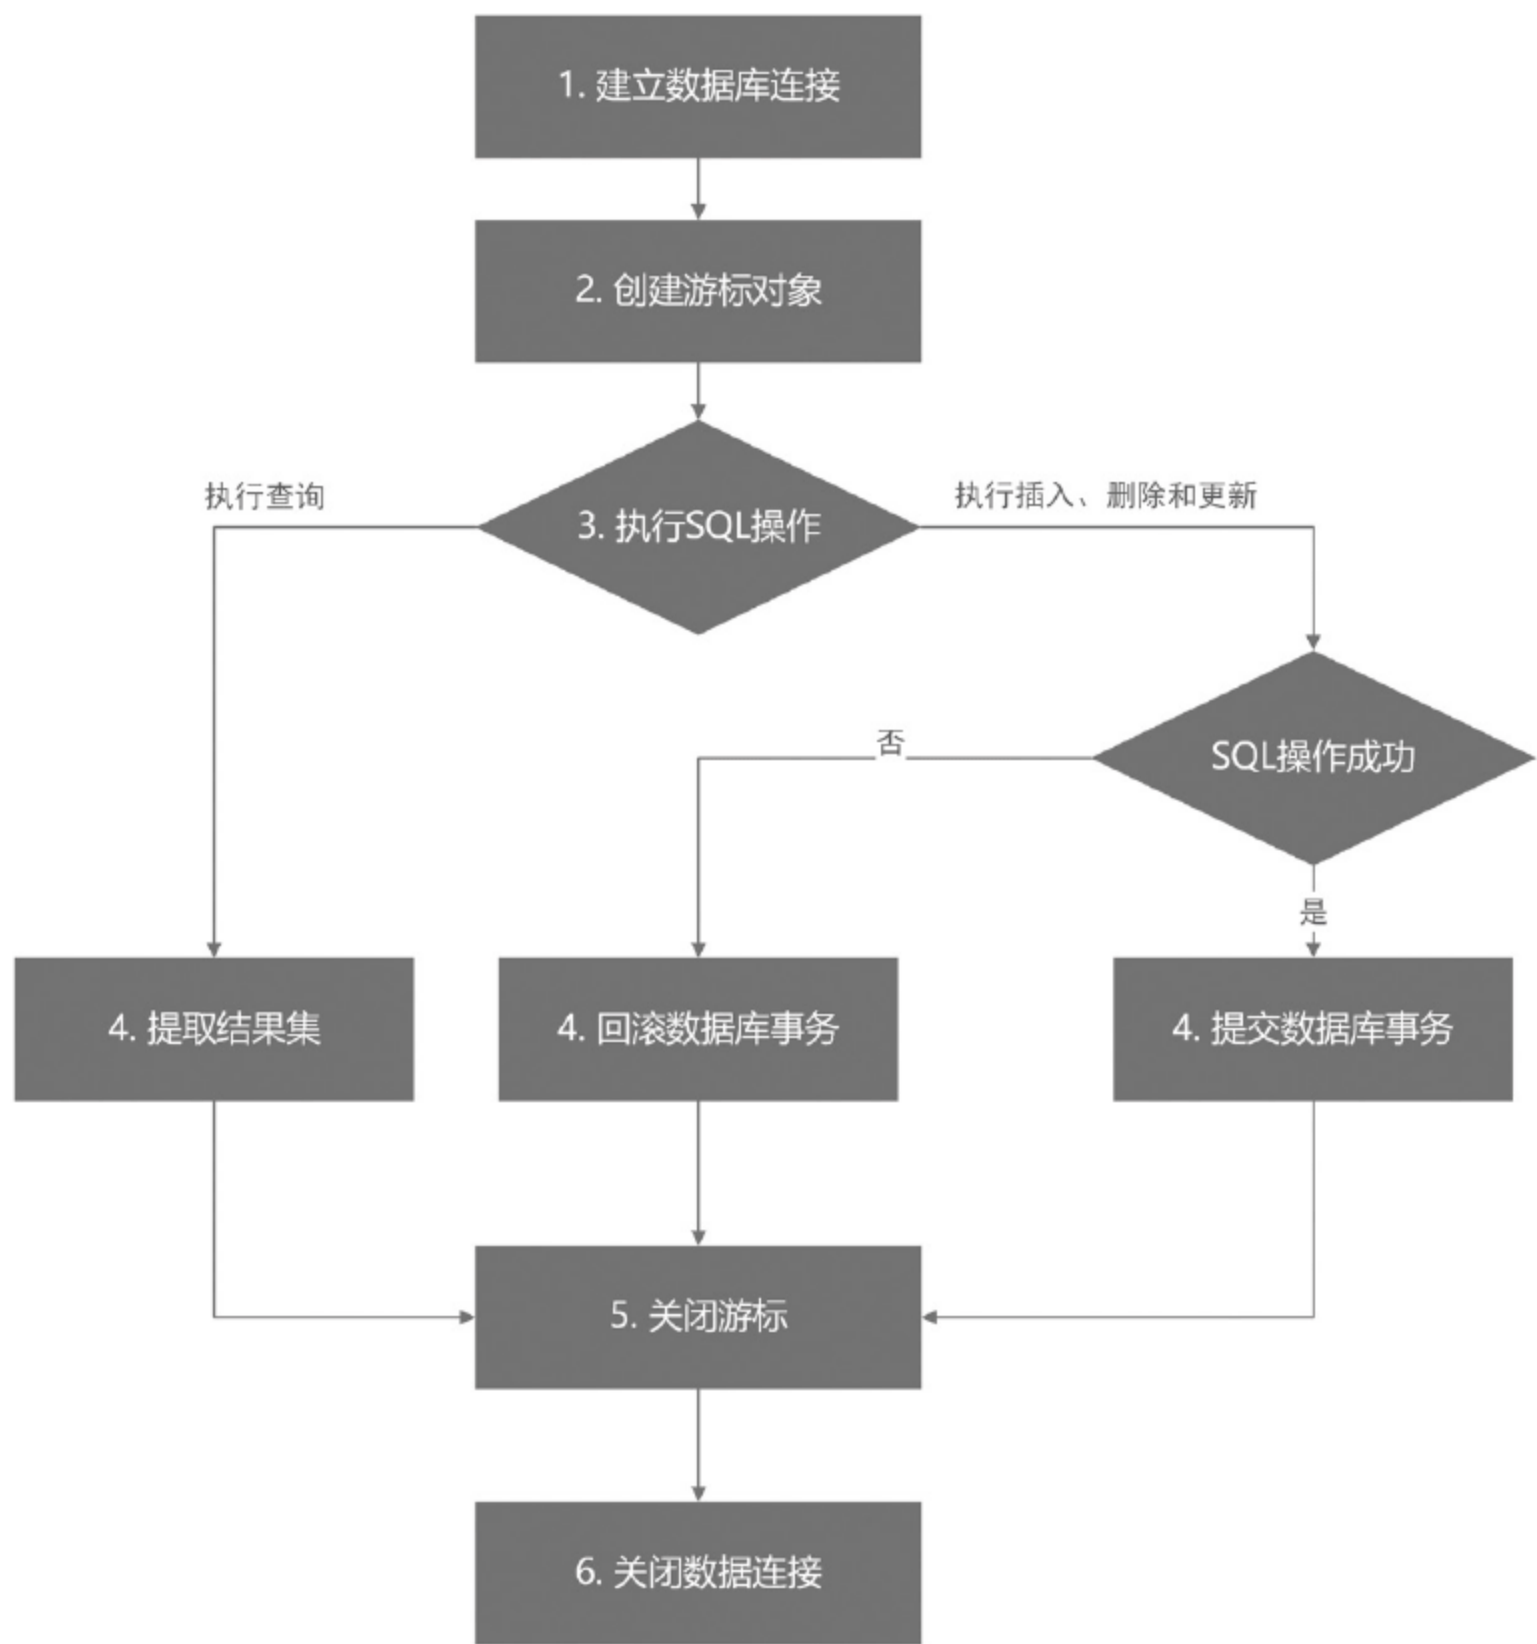 1. 建立数据库连接
2. 创建游标对象
执行查询
执行插入、删除和更新
3. 执行SQL操作
否
SQL操作成功
是
4. 提取结果集
4. 回滚数据库事务
4. 提交数据库事务
5. 关闭游标
6. 关闭数据连接